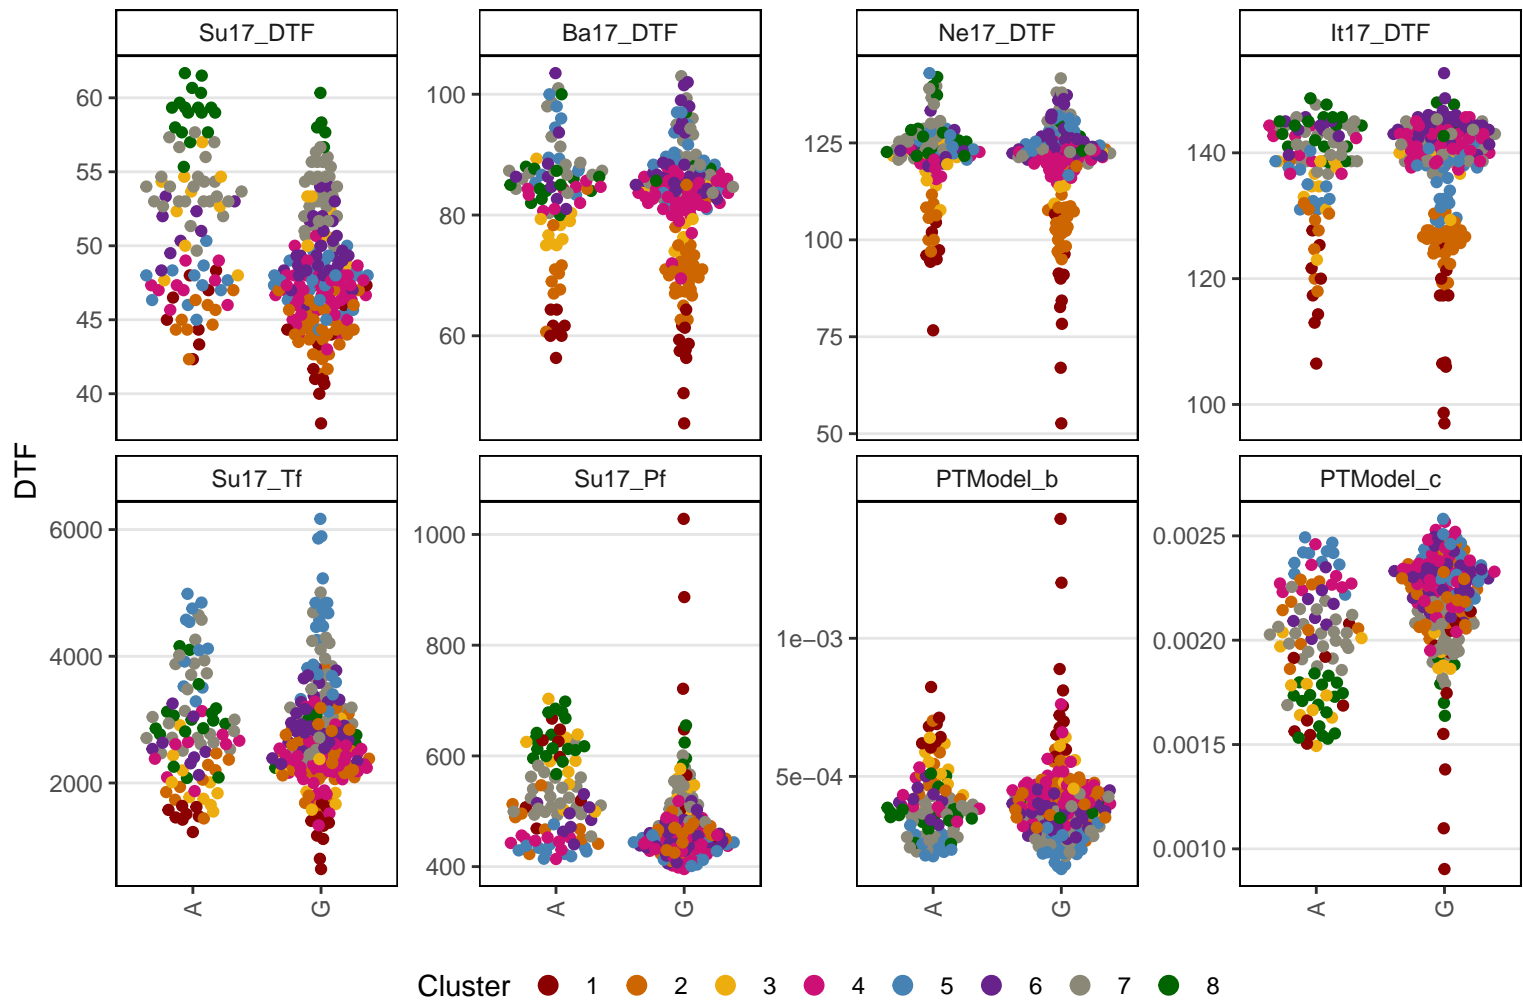 Su17_DTF
Ba17_DTF
Ne17_DTF
It17_DTF
60
55
50
45
40
100
80
60
125
100
75
50
140
120
100
DTF
Su17_Tf
Su17_Pf
PTModel_b
PTModel_c
6000
4000
2000
1000
800
600
400
1e−03
5e−04
0.0025
0.0020
0.0015
0.0010
A
G
A
G
A
G
A
G
Cluster 1 2 3 4 5 6 7 8